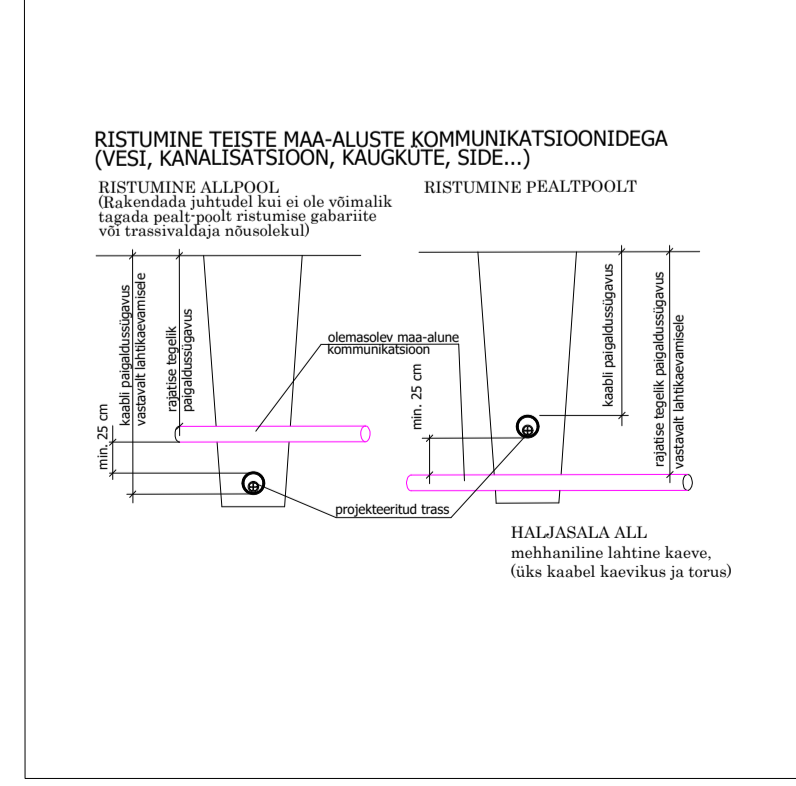 RISTUMINE TEISTE MAA-ALUSTE KOMMUNIKATSIOONIDEGA
(VESI, KANALISATSIOON, KAUGKÜTE, SIDE...)
RISTUMINE ALLPOOL
(Rakendada juhtudel kui ei ole võimalik
tagada pealt-poolt ristumise gabariite
või trassivaldaja nõusolekul)
RISTUMINE PEALTPOOLT
min. 25 cm
kaabli paigaldussügavus
vastavalt lahtikaevamisele
rajatise tegelik
paigaldussügavus
olemasolev maa-alune
kommunikatsioon
min. 25 cm
kaabli paigaldussügavus
rajatise tegelik paigaldussügavus
vastavalt lahtikaevamisele
projekteeritud trass
HALJASALA ALL
mehhaniline lahtine kaeve,
(üks kaabel kaevikus ja torus)